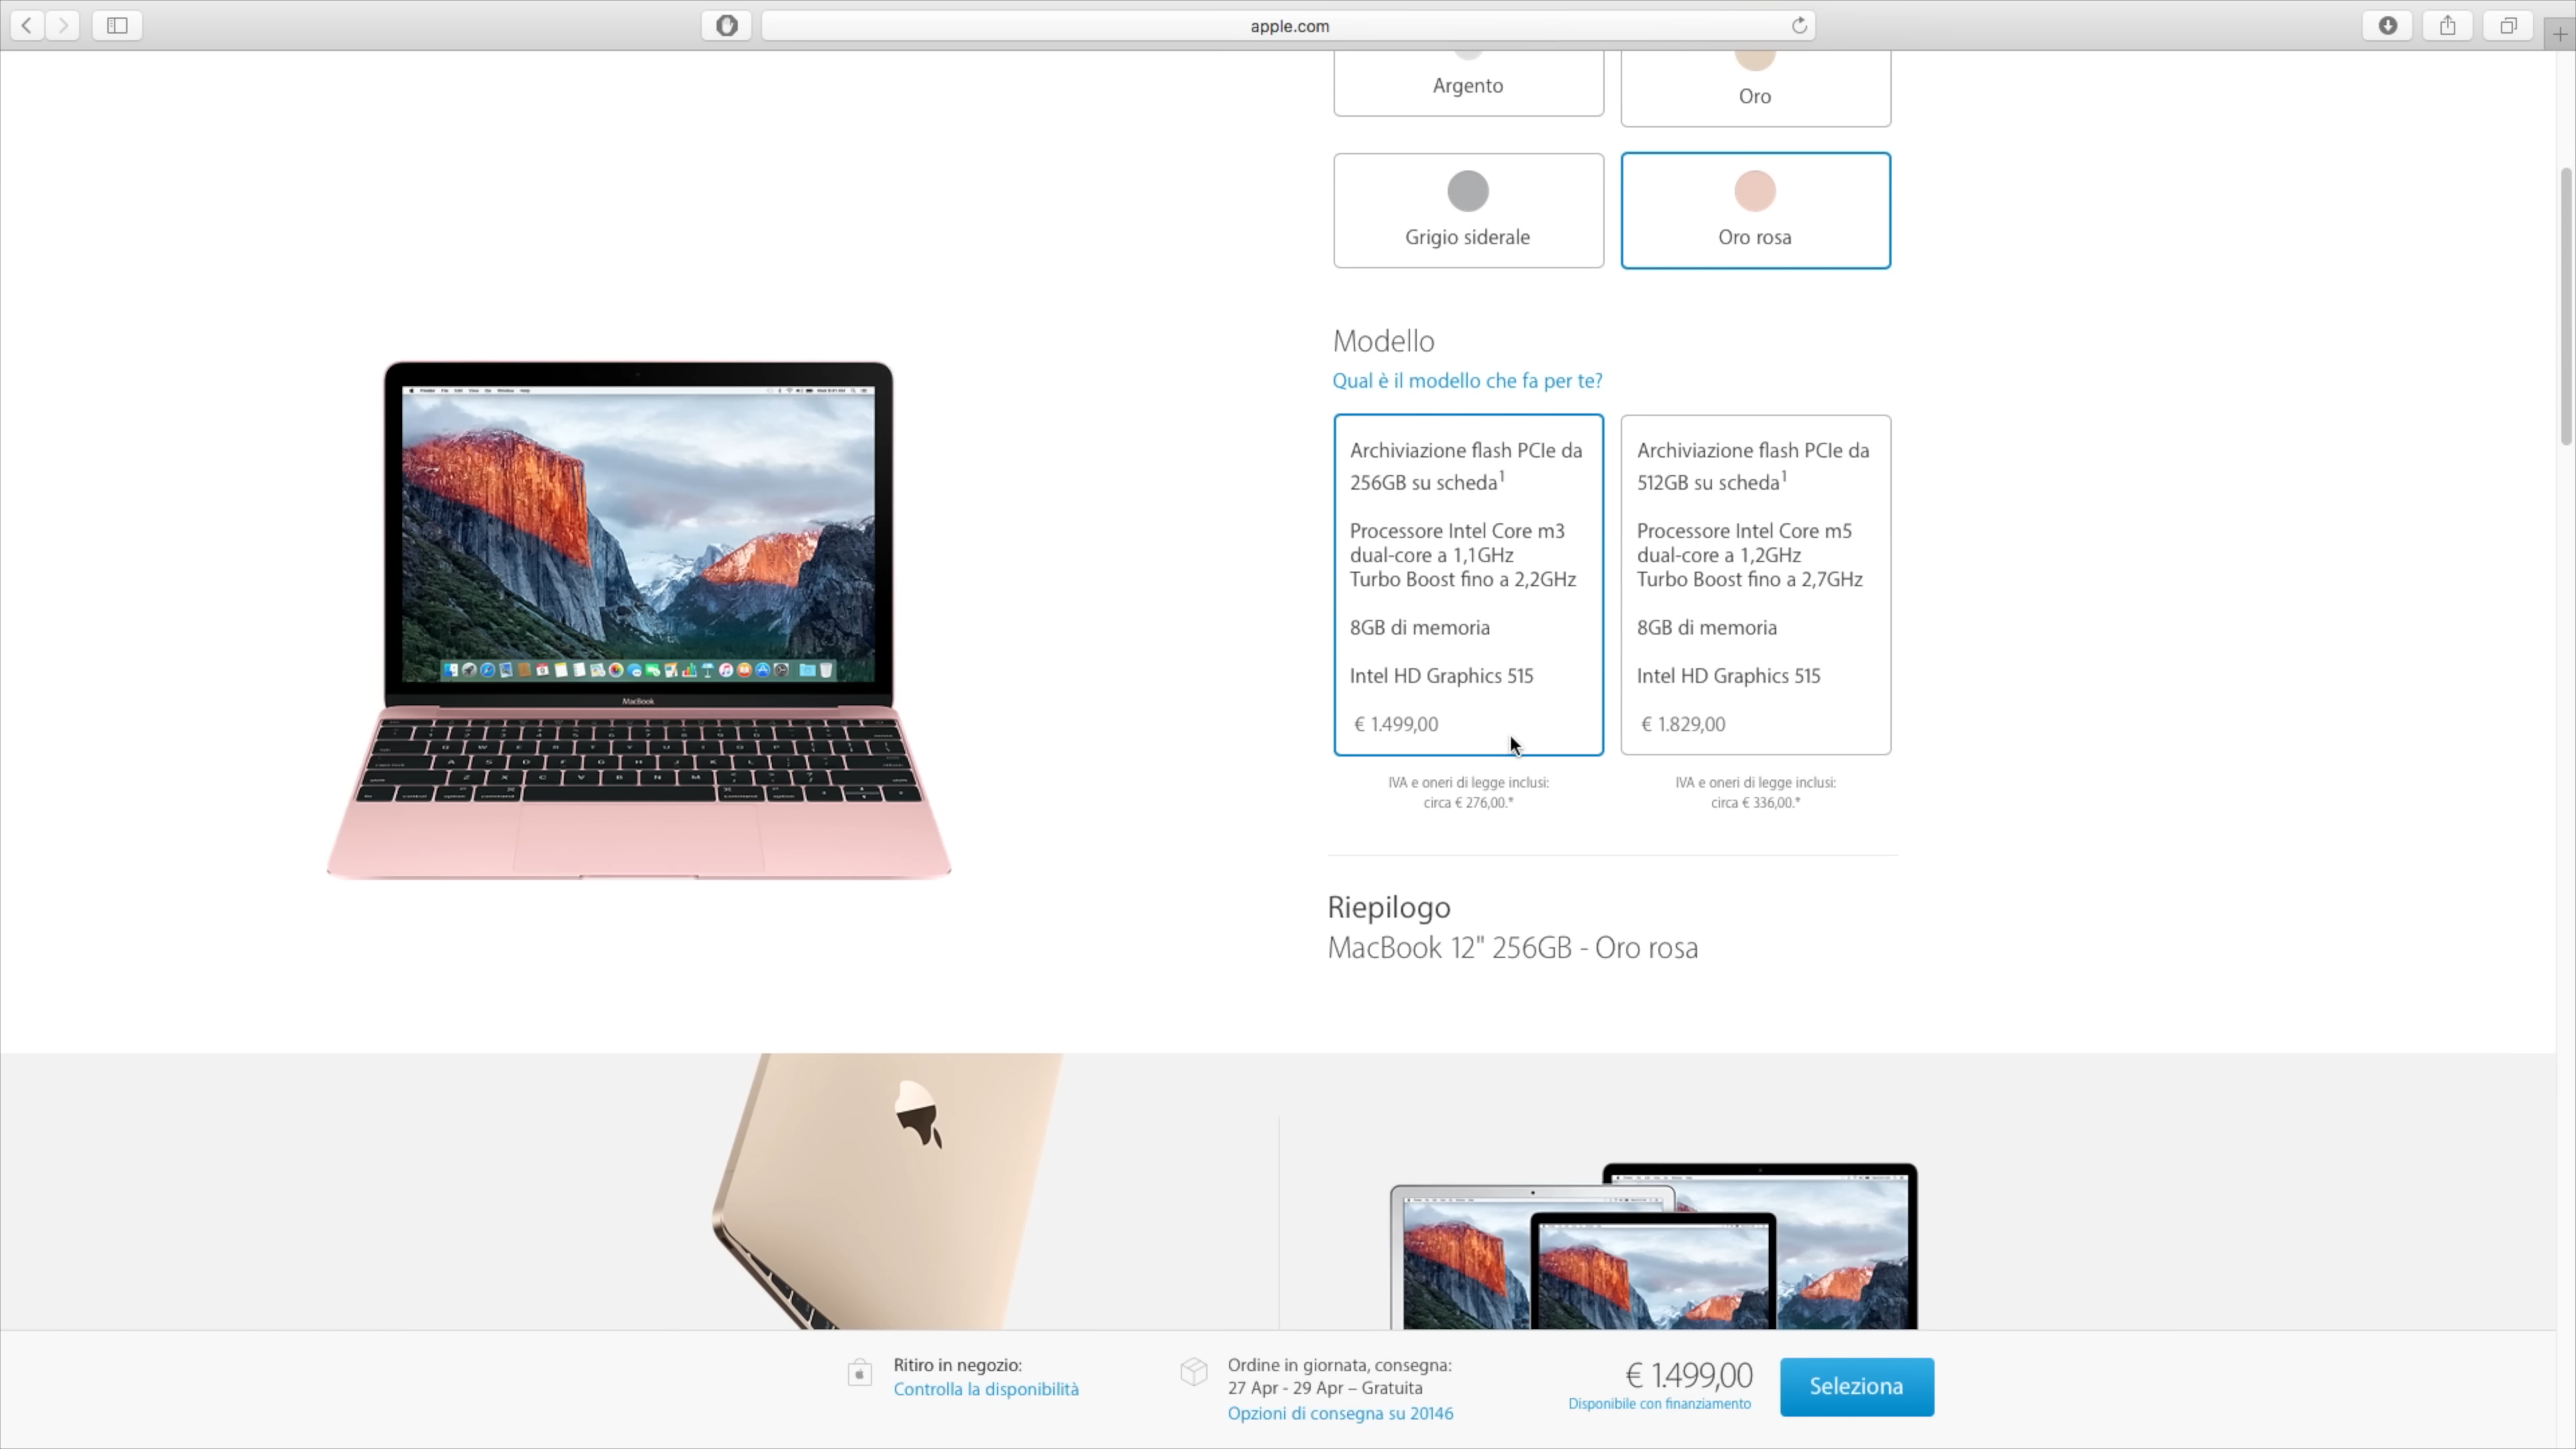 apple.com
Argento
Oro
Grigio siderale
Oro rosa
Modello
Qual è il modello che fa per te?
Archiviazione flash PCIe da
256GB su scheda1
Processore Intel Core m3
dual-core a 1,1GHz
Turbo Boost fino a 2,2GHz
8GB di memoria
Intel HD Graphics 515
€ 1.499,00
IVA e oneri di legge inclusi:
circa € 276,00.*
Archiviazione flash PCIe da
512GB su scheda1
Processore Intel Core m5
dual-core a 1,2GHz
Turbo Boost fino a 2,7GHz
8GB di memoria
Intel HD Graphics 515
€ 1.829,00
IVA e oneri di legge inclusi:
circa € 336,00.*
MacBook
Riepilogo
MacBook 12" 256GB - Oro rosa
Ritiro in negozio:
Controlla la disponibilità
Ordine in giornata, consegna:
27 Apr - 29 Apr – Gratuita
Opzioni di consegna su 20146
€ 1.499,00
Disponibile con finanziamento
Seleziona